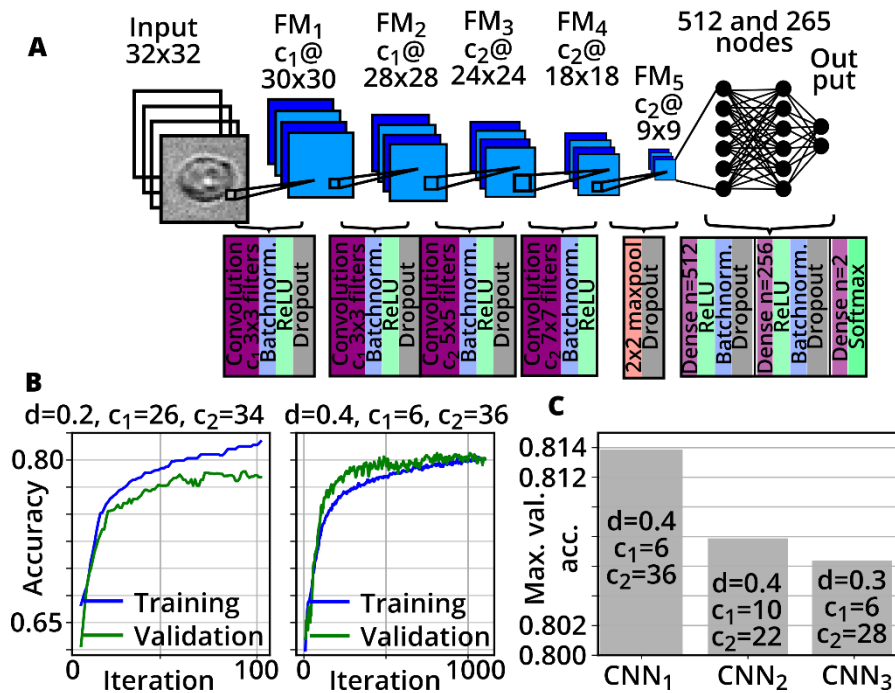 A
Input
32x32
FM₁
c₁@
30x30
FM₂
c₁@
28x28
FM₃
c₂@
24x24
FM₄
c₂@
18x18
FM₅
c₂@
9x9
512 and 265
nodes
Out
put
Convolution
c₁ 3x3 filters
Batchnorm.
ReLU
Dropout
Convolution
c₁ 3x3 filters
Batchnorm.
ReLU
Dropout
Convolution
c₂ 5x5 filters
Batchnorm.
ReLU
Dropout
Convolution
c₂ 7x7 filters
Batchnorm.
ReLU
Dropout
2x2 maxpool
Dropout
Dense n=512
ReLU
Batchnorm.
Dropout
Dense n=256
ReLU
Batchnorm.
Dropout
Dense n=2
Softmax
B
d=0.2, c₁=26, c₂=34
Accuracy
0.80
0.65
Training
Validation
0
100
Iteration
d=0.4, c₁=6, c₂=36
Training
Validation
0
1000
Iteration
C
Max. val.
acc.
0.814
0.812
0.802
0.800
d=0.4
c₁=6
c₂=36
d=0.4
c₁=10
c₂=22
d=0.3
c₁=6
c₂=28
CNN₁
CNN₂
CNN₃